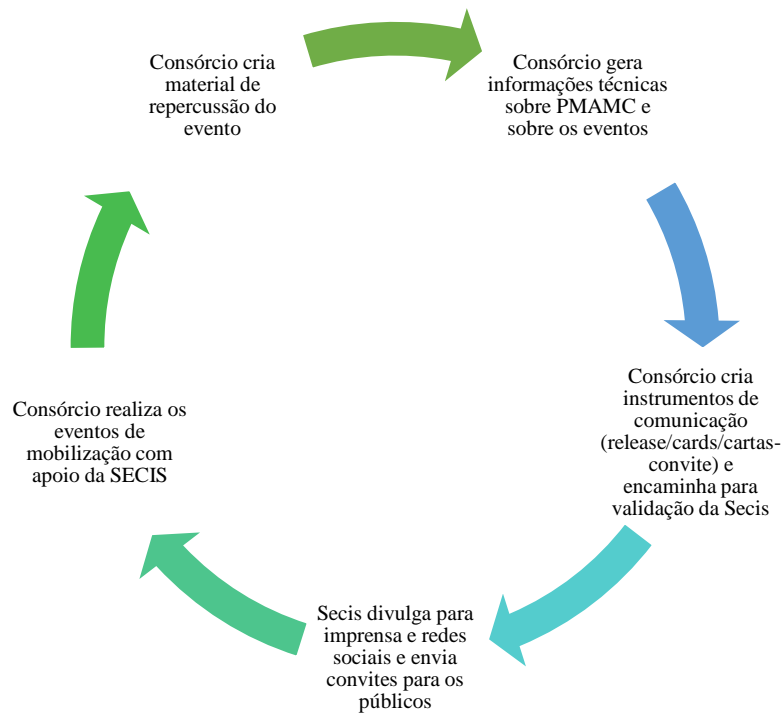 Consórcio cria
material de
repercussão do
evento
Consórcio gera
informações técnicas
sobre PMAMC e
sobre os eventos
Consórcio cria
instrumentos de
comunicação
(release/cards/cartas-
convite) e
encaminha para
validação da Secis
Secis divulga para
imprensa e redes
sociais e envia
convites para os
públicos
Consórcio realiza os
eventos de
mobilização com
apoio da SECIS